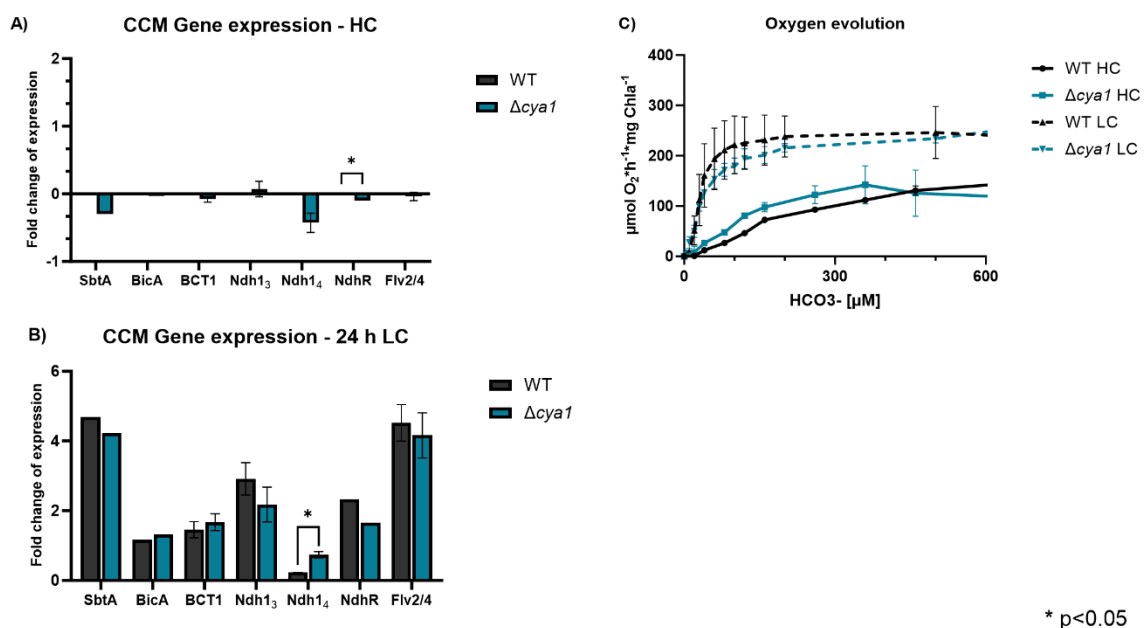 A)
CCM Gene expression - HC
Fold change of expression
2
1
0
-1
*
SbtA BicA BCT1 Ndh1₃ Ndh1₄ NdhR Flv2/4
WT
Δcya1
B)
CCM Gene expression - 24 h LC
Fold change of expression
6
4
2
0
*
SbtA BicA BCT1 Ndh1₃ Ndh1₄ NdhR Flv2/4
WT
Δcya1
C)
Oxygen evolution
µmol O₂*h⁻¹*mg Chla⁻¹
400
300
200
100
0
0 300 600
HCO3- [µM]
WT HC
Δcya1 HC
WT LC
Δcya1 LC
* p<0.05